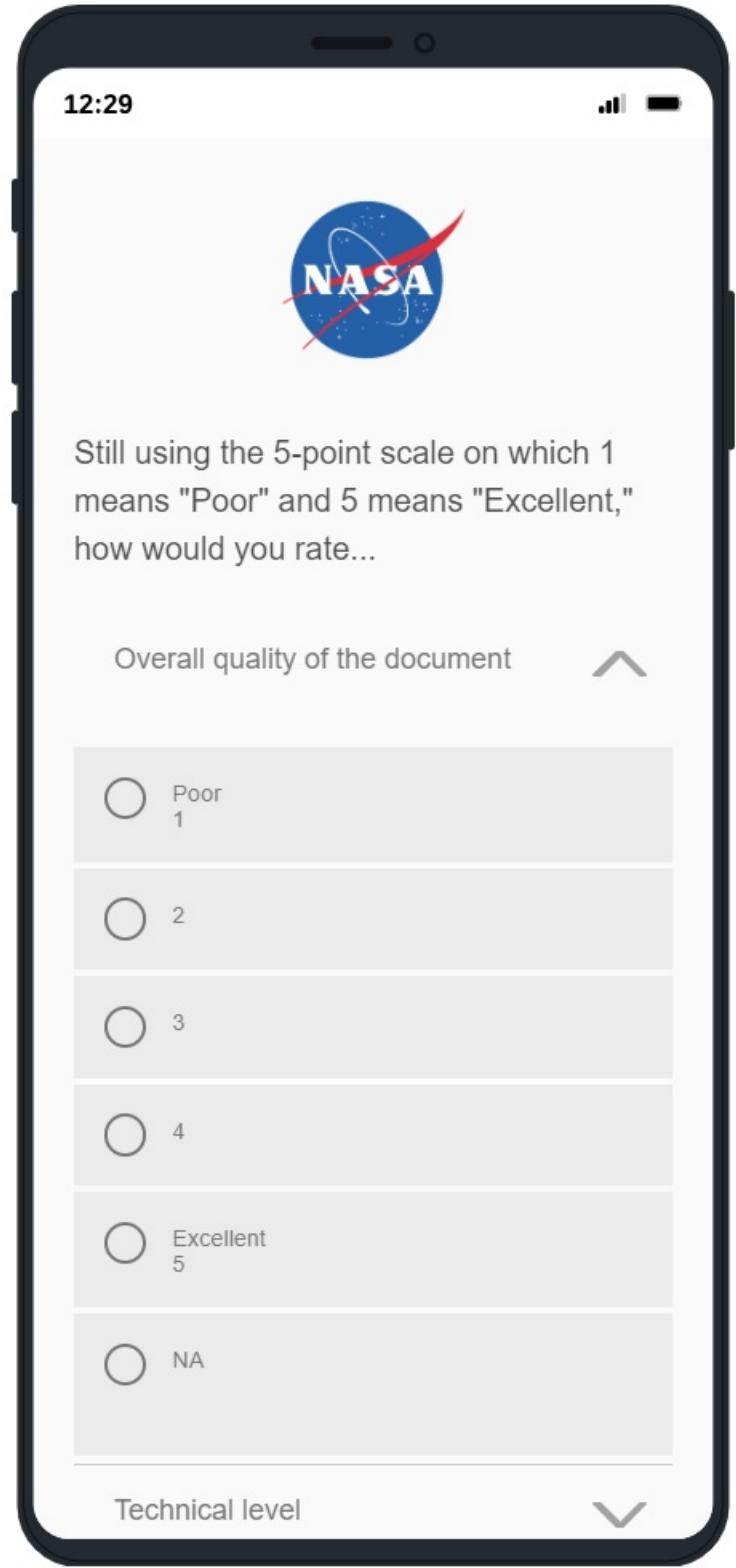 12:29
NASA
Still using the 5-point scale on which 1
means "Poor" and 5 means "Excellent,"
how would you rate...
Overall quality of the document
Poor
1
2
3
4
Excellent
5
NA
Technical level